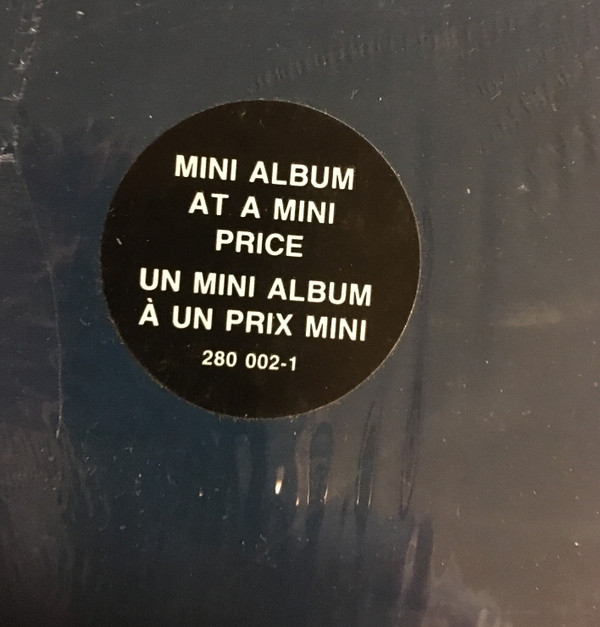 MINI ALBUM
AT A MINI
PRICE
UN MINI ALBUM
À UN PRIX MINI
280 002-1